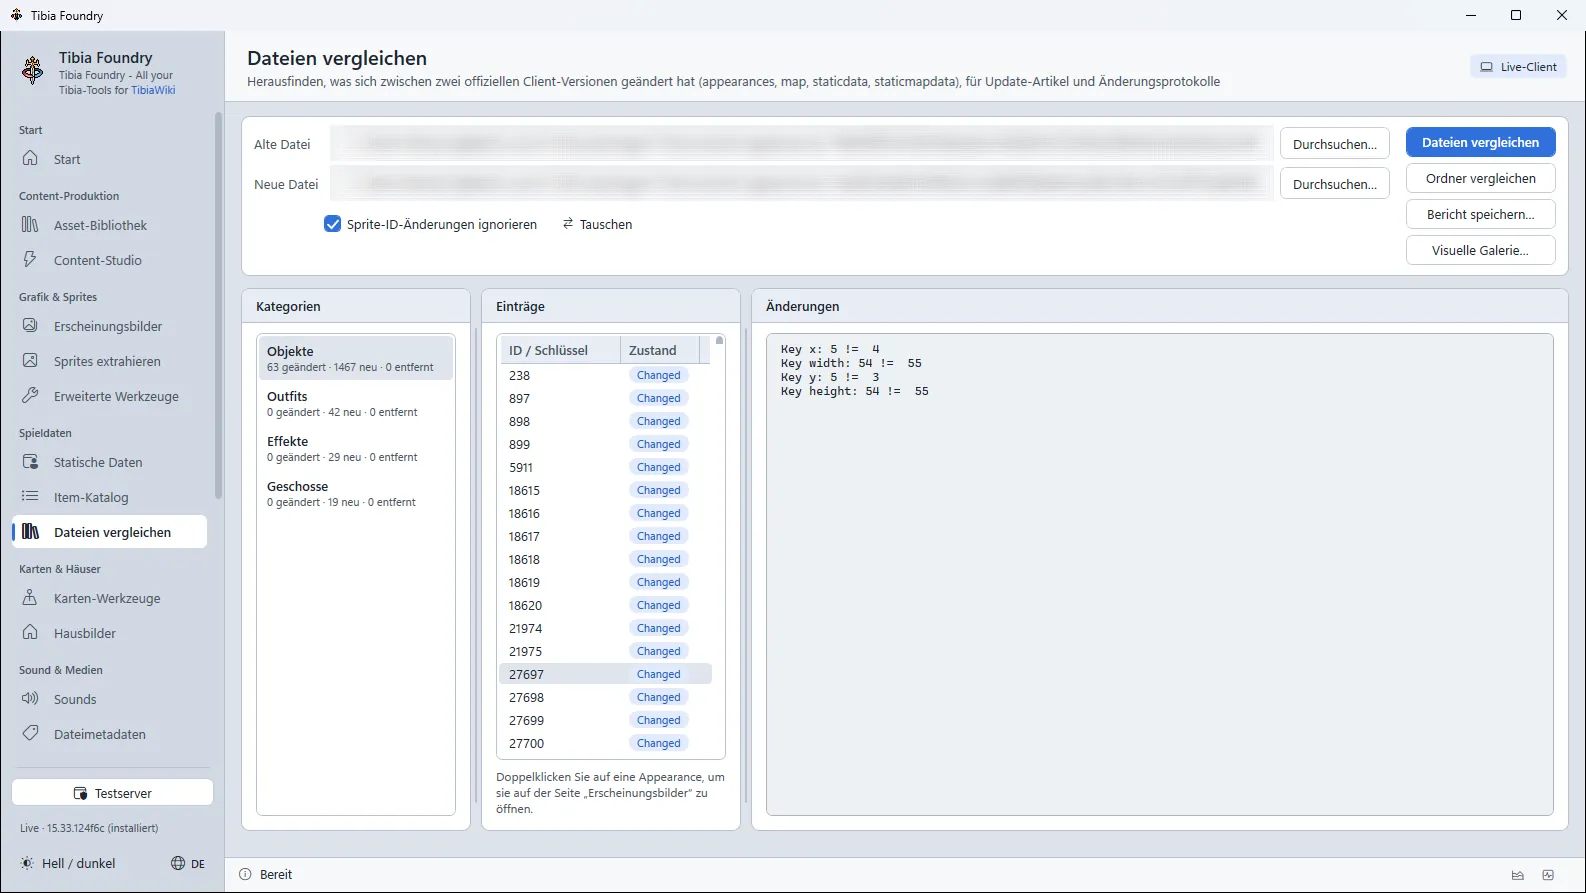 Tibia Foundry
Tibia Foundry
Tibia Foundry - All your
Tibia-Tools for TibiaWiki
Start
Start
Content-Produktion
Asset-Bibliothek
Content-Studio
Grafik & Sprites
Erscheinungsbilder
Sprites extrahieren
Erweiterte Werkzeuge
Spieldaten
Statische Daten
Item-Katalog
Dateien vergleichen
Karten & Häuser
Karten-Werkzeuge
Hausbilder
Sound & Medien
Sounds
Dateimetadaten
Testserver
Live · 15.33.124f6c (installiert)
Hell / dunkel DE
Dateien vergleichen
Herausfinden, was sich zwischen zwei offiziellen Client-Versionen geändert hat (appearances, map, staticdata, staticmapdata), für Update-Artikel und Änderungsprotokolle
Live-Client
Alte Datei Durchsuchen...
Neue Datei Durchsuchen...
Sprite-ID-Änderungen ignorieren Tauschen
Dateien vergleichen
Ordner vergleichen
Bericht speichern...
Visuelle Galerie...
Kategorien
Objekte
63 geändert · 1467 neu · 0 entfernt
Outfits
0 geändert · 42 neu · 0 entfernt
Effekte
0 geändert · 29 neu · 0 entfernt
Geschosse
0 geändert · 19 neu · 0 entfernt
Einträge
ID / Schlüssel Zustand
238 Changed
897 Changed
898 Changed
899 Changed
5911 Changed
18615 Changed
18616 Changed
18617 Changed
18618 Changed
18619 Changed
18620 Changed
21974 Changed
21975 Changed
27697 Changed
27698 Changed
27699 Changed
27700 Changed
Doppelklicken Sie auf eine Appearance, um
sie auf der Seite „Erscheinungsbilder“ zu
öffnen.
Änderungen
Key x: 5 != 4
Key width: 54 != 55
Key y: 5 != 3
Key height: 54 != 55
Bereit